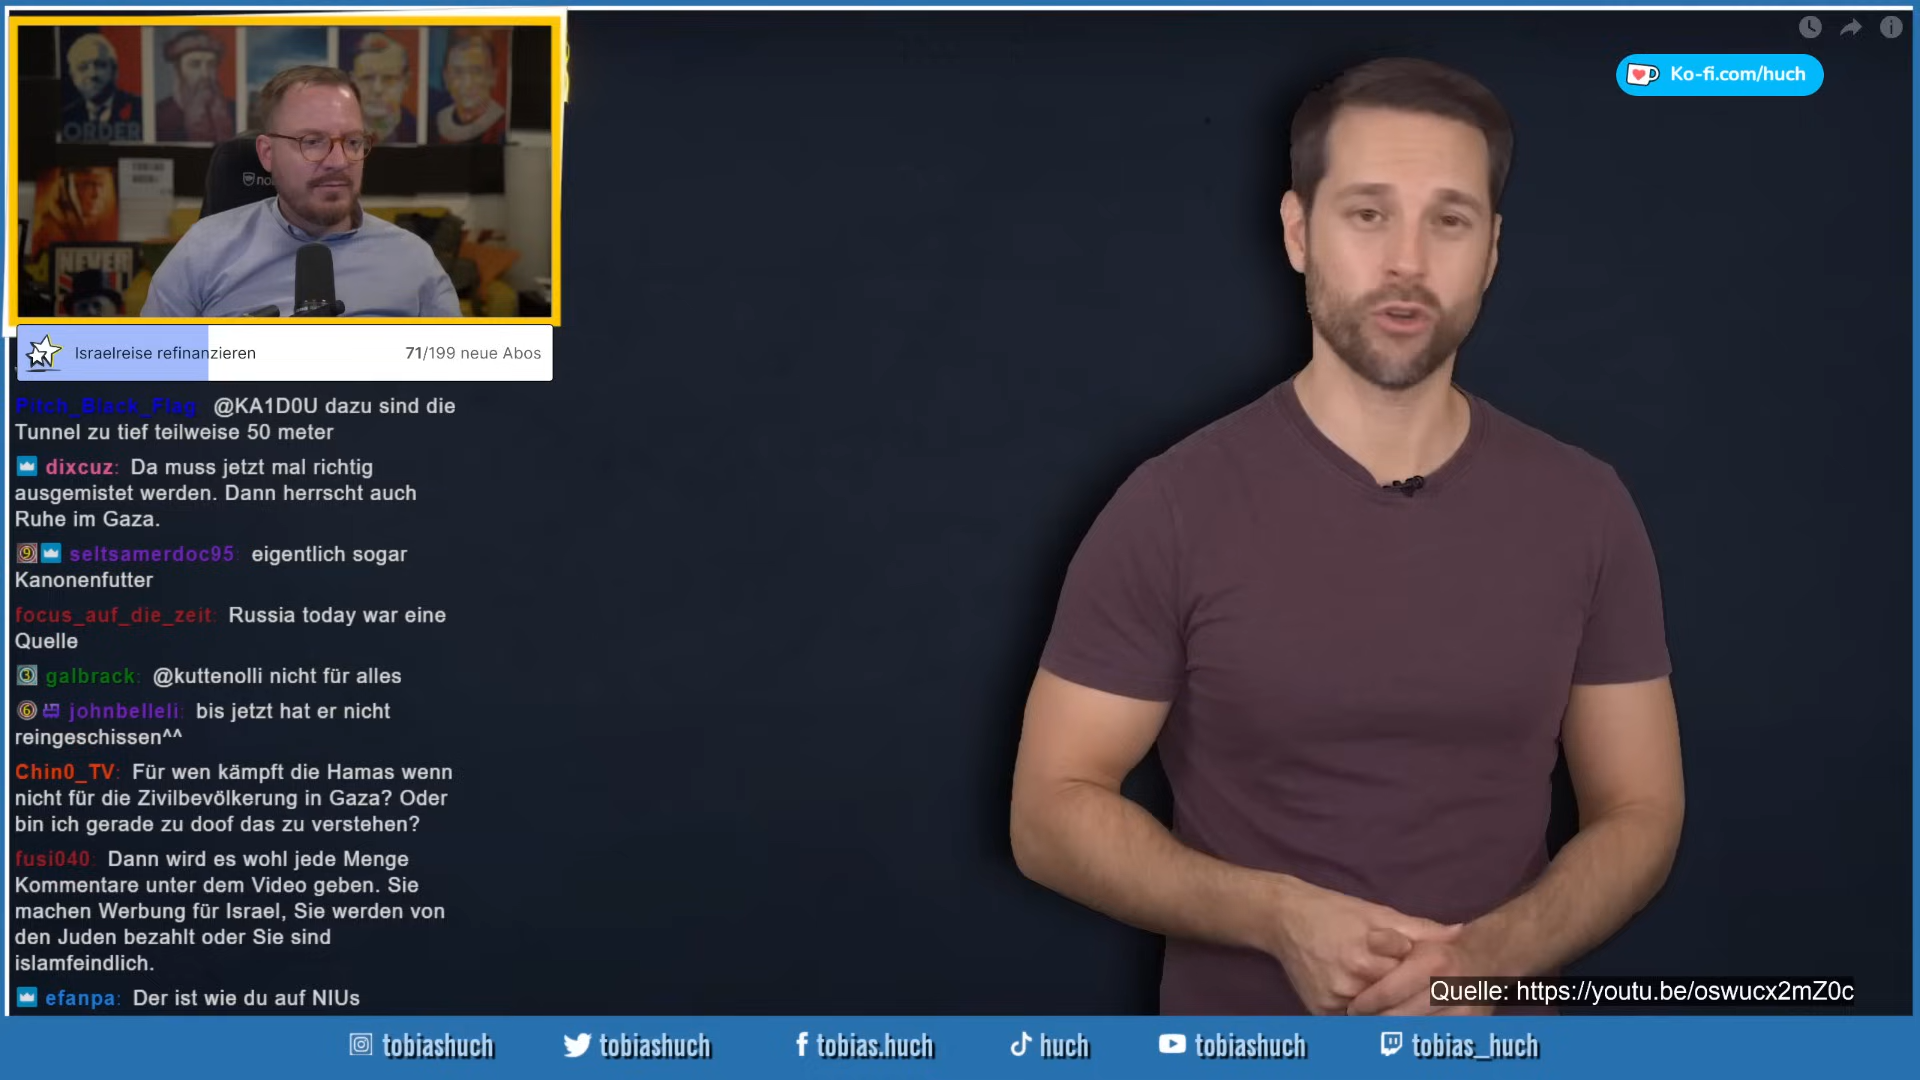 ORDER
NEVER
Ko-fi.com/huch
Israelreise refinanzieren
71/199 neue Abos
Pitch_Black_Flag: @KA1D0U dazu sind die
Tunnel zu tief teilweise 50 meter
dixcuz: Da muss jetzt mal richtig
ausgemistet werden. Dann herrscht auch
Ruhe im Gaza.
9 seltsamerdoc95: eigentlich sogar
Kanonenfutter
focus_auf_die_zeit: Russia today war eine
Quelle
3 galbrack: @kuttenolli nicht für alles
6 johnbelleli: bis jetzt hat er nicht
reingeschissen^^
Chin0_TV: Für wen kämpft die Hamas wenn
nicht für die Zivilbevölkerung in Gaza? Oder
bin ich gerade zu doof das zu verstehen?
fusi040: Dann wird es wohl jede Menge
Kommentare unter dem Video geben. Sie
machen Werbung für Israel, Sie werden von
den Juden bezahlt oder Sie sind
islamfeindlich.
efanpa: Der ist wie du auf NIUs
Quelle: https://youtu.be/oswucx2mZ0c
tobiashuch
tobiashuch
tobias.huch
huch
tobiashuch
tobias_huch